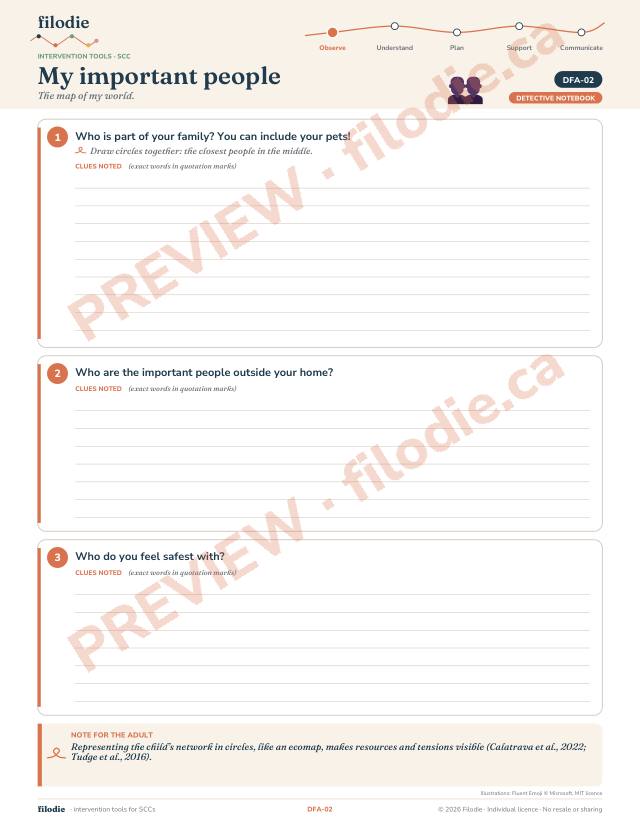 filodie
INTERVENTION TOOLS · SCC
My important people
The map of my world.
Observe Understand Plan Support Communicate
DFA-02
DETECTIVE NOTEBOOK
1 Who is part of your family? You can include your pets!
Draw circles together: the closest people in the middle.
CLUES NOTED (exact words in quotation marks)
PREVIEW · filodie.ca
2 Who are the important people outside your home?
CLUES NOTED (exact words in quotation marks)
PREVIEW · filodie.ca
3 Who do you feel safest with?
CLUES NOTED (exact words in quotation marks)
NOTE FOR THE ADULT
Representing the child's network in circles, like an ecomap, makes resources and tensions visible (Calatrava et al., 2022;
Tudge et al., 2016).
Illustrations: Fluent Emoji © Microsoft, MIT licence
filodie · intervention tools for SCCs DFA-02 © 2026 Filodie · Individual licence · No resale or sharing